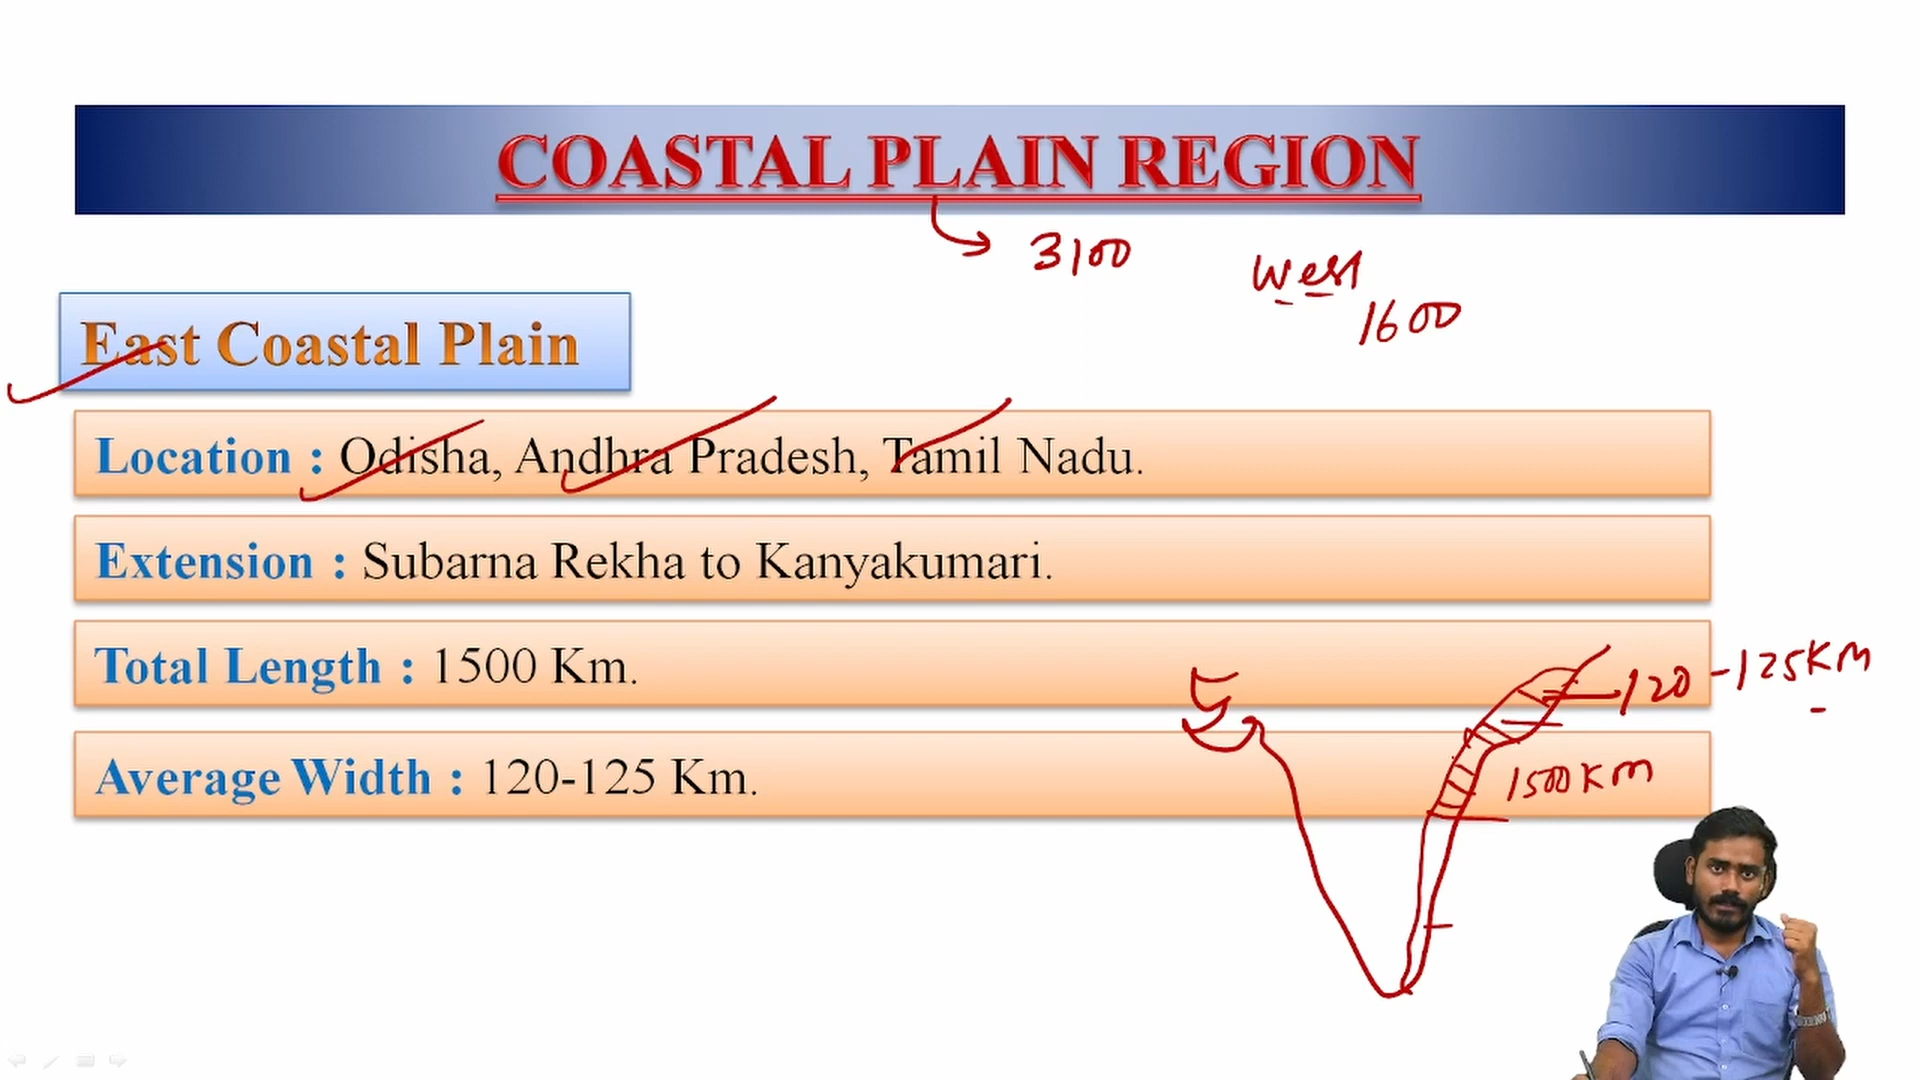 COASTAL PLAIN REGION
3100
West
1600
East Coastal Plain
Location : Odisha, Andhra Pradesh, Tamil Nadu.
Extension : Subarna Rekha to Kanyakumari.
Total Length : 1500 Km.
120-125KM
Average Width : 120-125 Km.
1500KM